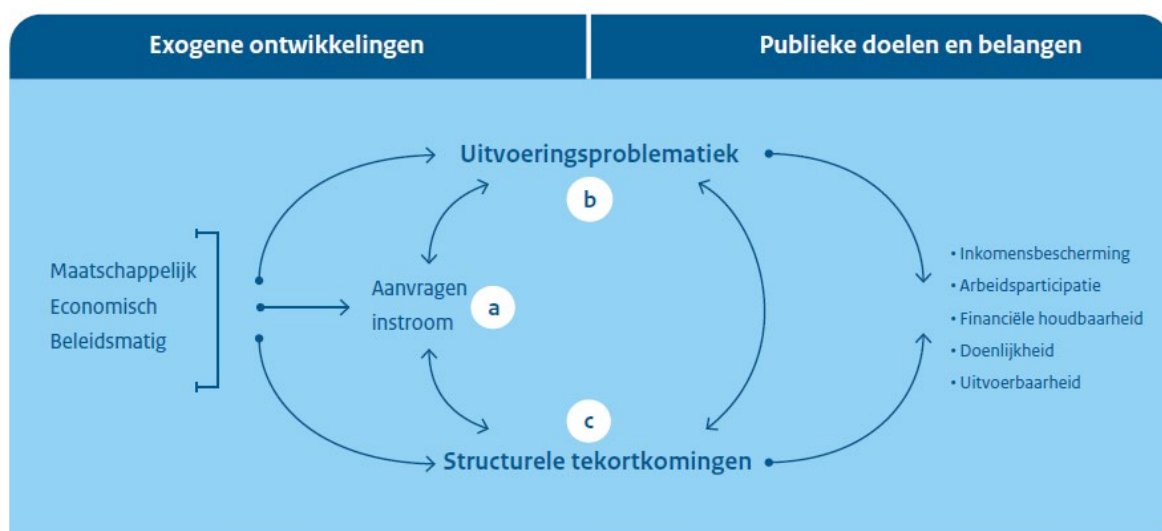 Exogene ontwikkelingen
Publieke doelen en belangen
Uitvoeringsproblematiek
b
Maatschappelijk
Economisch
Beleidsmatig
Aanvragen
instroom
a
• Inkomensbescherming
• Arbeidsparticipatie
• Financiële houdbaarheid
• Doenlijkheid
• Uitvoerbaarheid
c
Structurele tekortkomingen